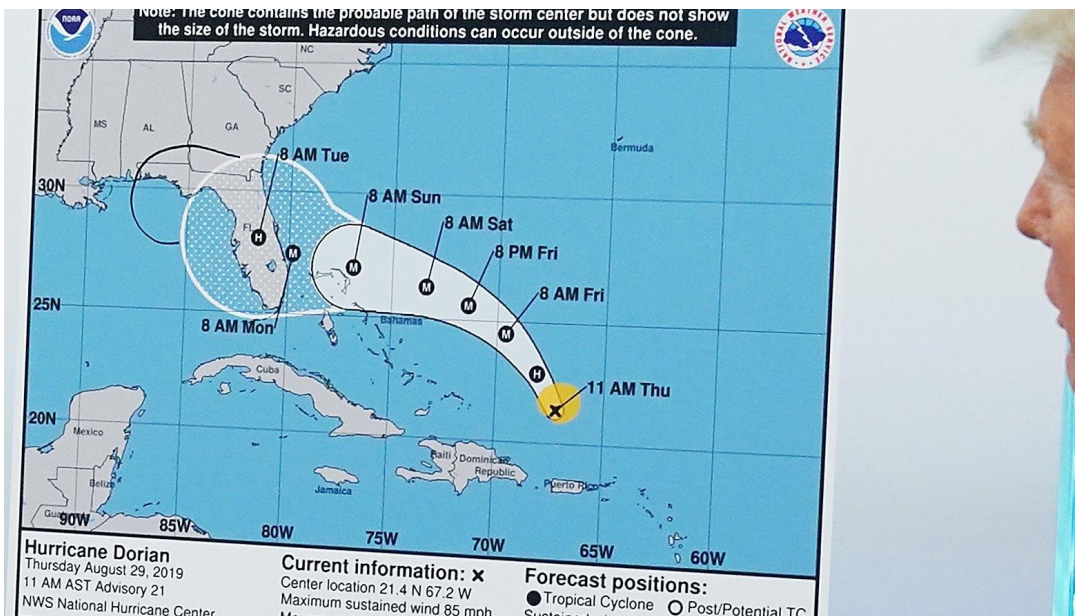 Note: The cone contains the probable path of the storm center but does not show
the size of the storm. Hazardous conditions can occur outside of the cone.
NOAA
NATIONAL WEATHER SERVICE
NC
SC
MS
AL
GA
Bermuda
8 AM Tue
30N
8 AM Sun
FL
H
M
8 AM Sat
M
8 PM Fri
M
M
8 AM Fri
25N
8 AM Mon
Bahamas
M
Cuba
H
11 AM Thu
20N
Mexico
Haiti
Dominican
Republic
Belize
Jamaica
Puerto Rico
90W
85W
80W
75W
70W
65W
60W
Hurricane Dorian
Thursday August 29, 2019
11 AM AST Advisory 21
NWS National Hurricane Center
Current information: x
Center location 21.4 N 67.2 W
Maximum sustained wind 85 mph
Forecast positions:
Tropical Cyclone
Post/Potential TC